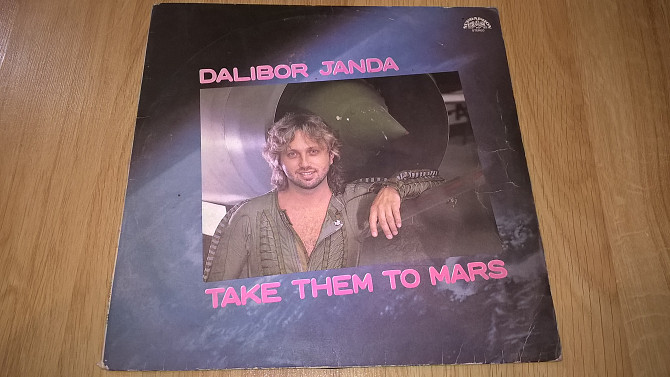 DALIBOR JANDA
TAKE THEM TO MARS